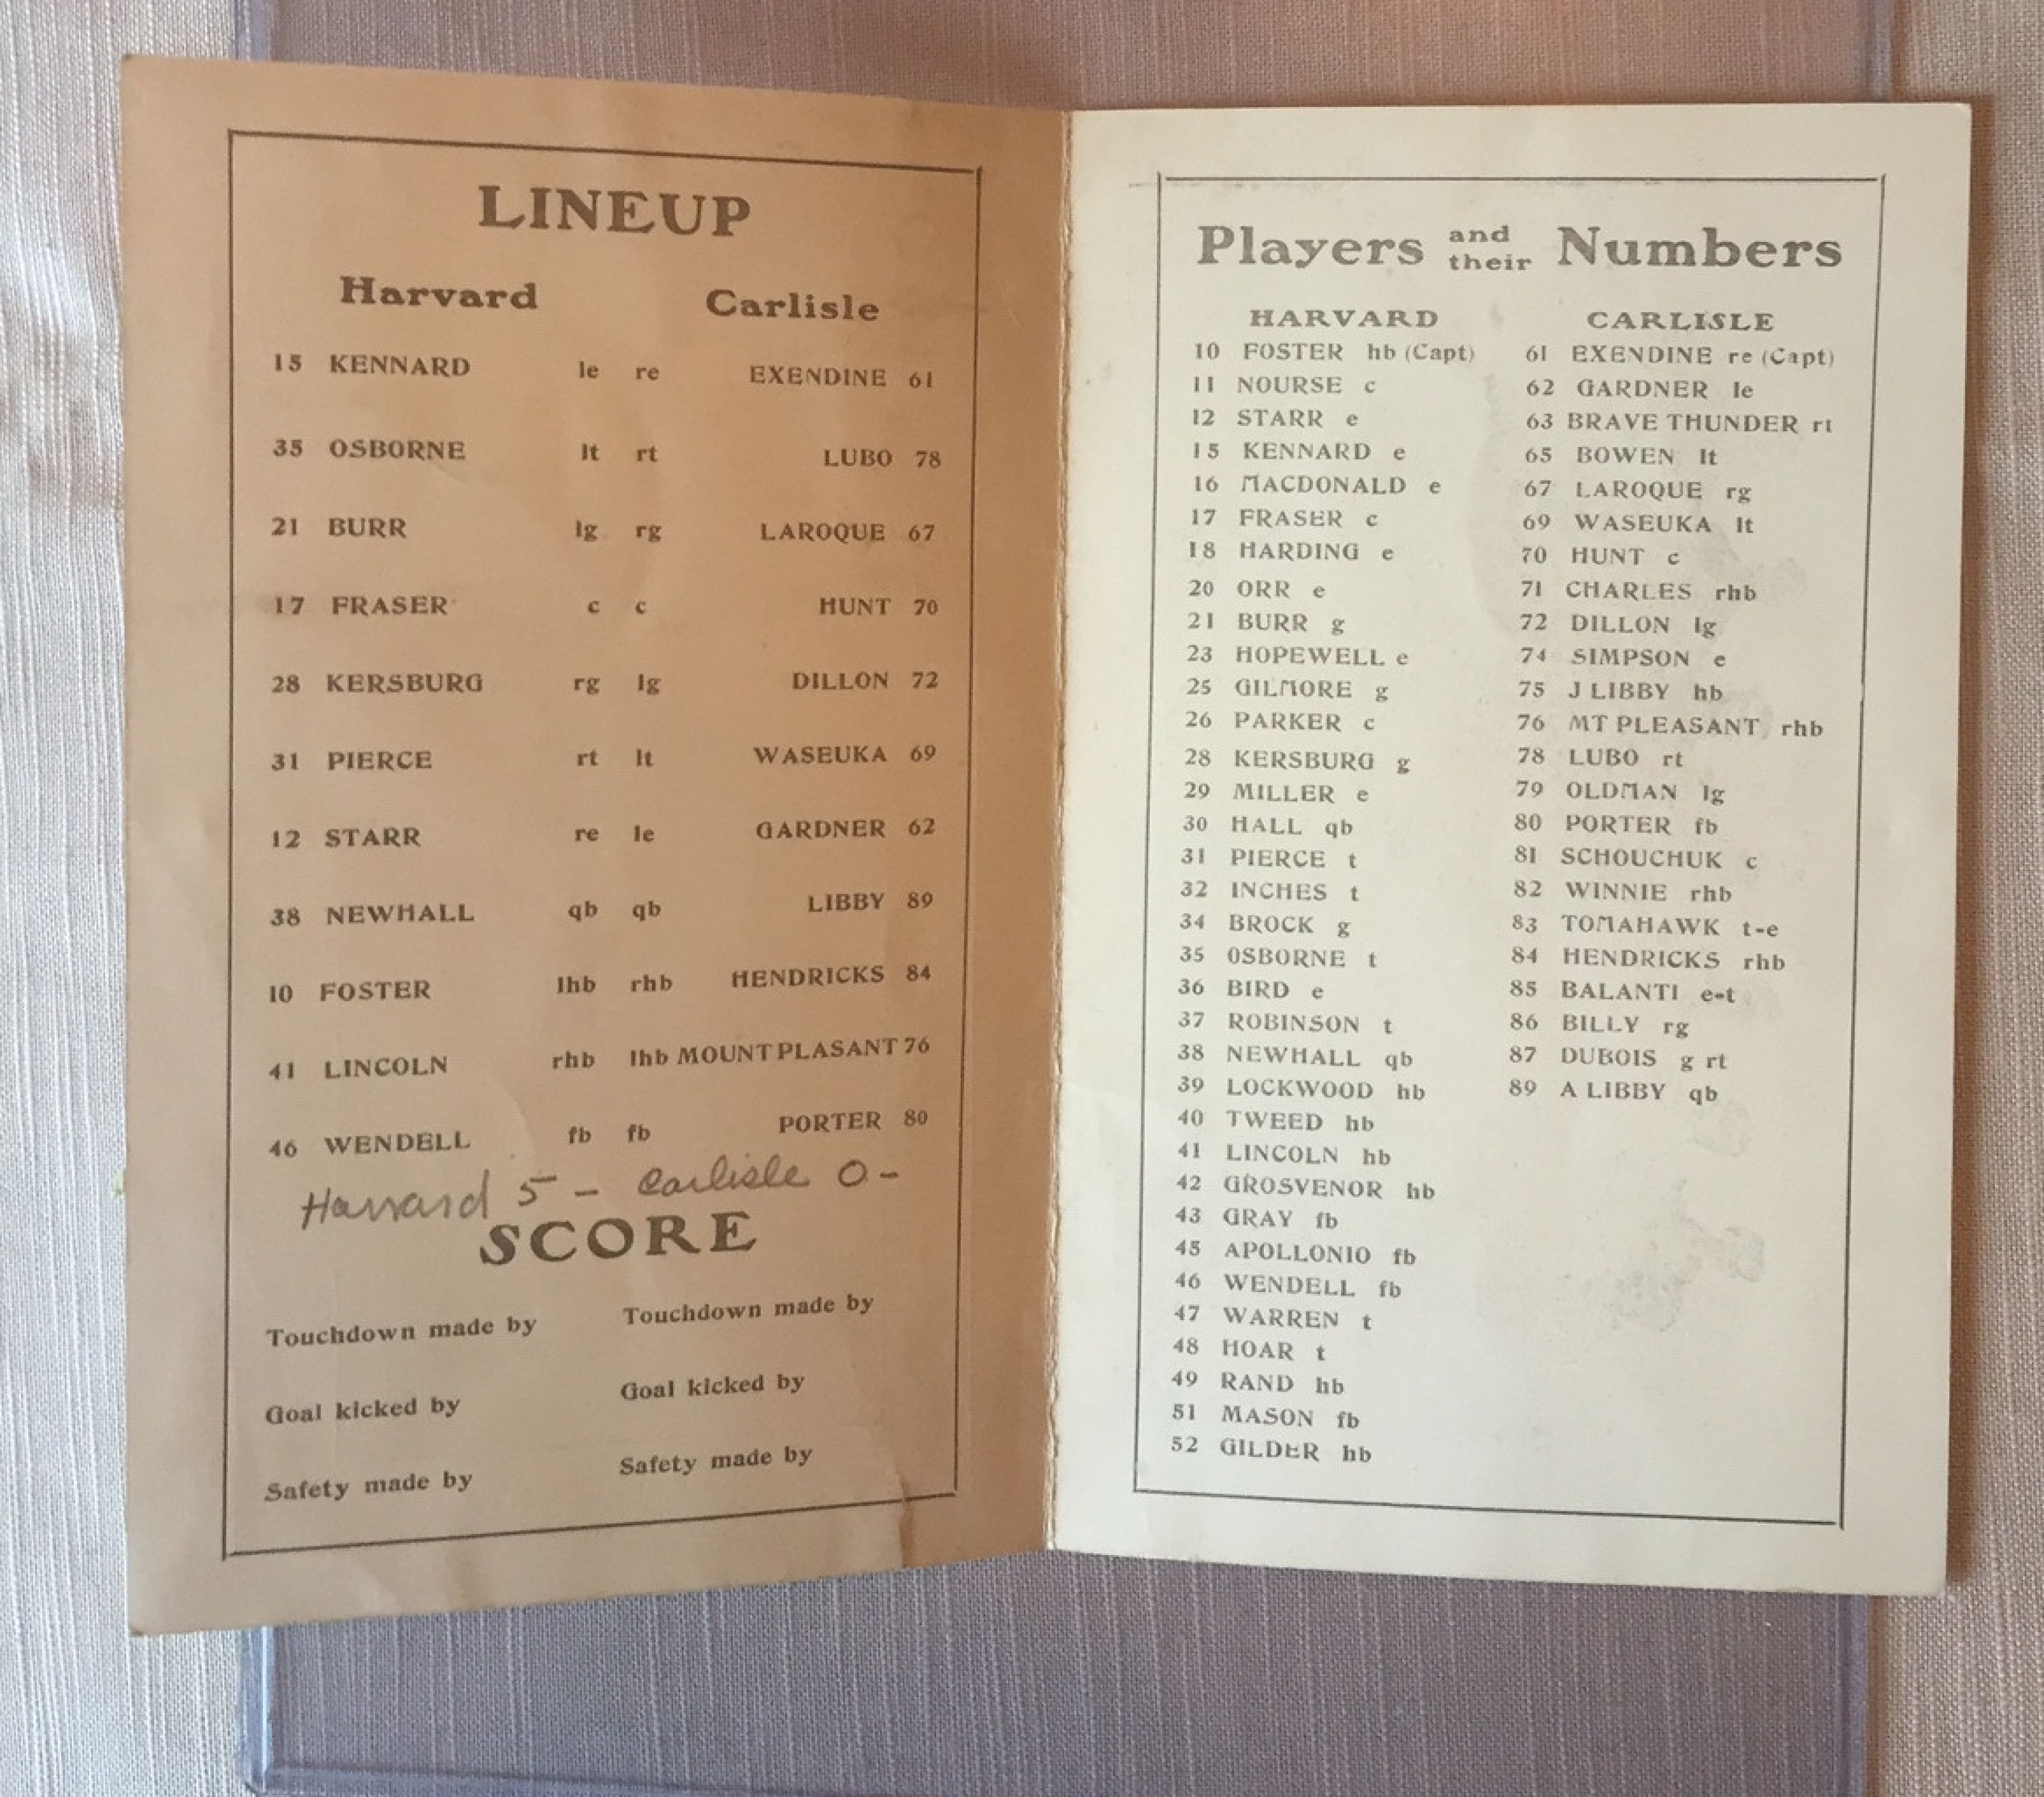 LINEUP
Harvard Carlisle
15 KENNARD le re EXENDINE 61
35 OSBORNE lt rt LUBO 78
21 BURR lg rg LAROQUE 67
17 FRASER c c HUNT 70
28 KERSBURG rg lg DILLON 72
31 PIERCE rt lt WASEUKA 69
12 STARR re le GARDNER 62
38 NEWHALL qb qb LIBBY 89
10 FOSTER lhb rhb HENDRICKS 84
41 LINCOLN rhb lhb MOUNT PLASANT 76
46 WENDELL fb fb PORTER 80
Harvard 5 - Carlisle 0 -
SCORE
Touchdown made by Touchdown made by
Goal kicked by Goal kicked by
Safety made by Safety made by
Players and their Numbers
HARVARD
10 FOSTER hb (Capt)
11 NOURSE c
12 STARR e
15 KENNARD e
16 MACDONALD e
17 FRASER c
18 HARDING e
20 ORR e
21 BURR g
23 HOPEWELL e
25 GILMORE g
26 PARKER c
28 KERSBURG g
29 MILLER e
30 HALL qb
31 PIERCE t
32 INCHES t
34 BROCK g
35 OSBORNE t
36 BIRD e
37 ROBINSON t
38 NEWHALL qb
39 LOCKWOOD hb
40 TWEED hb
41 LINCOLN hb
42 GROSVENOR hb
43 GRAY fb
45 APOLLONIO fb
46 WENDELL fb
47 WARREN t
48 HOAR t
49 RAND hb
51 MASON fb
52 GILDER hb
CARLISLE
61 EXENDINE re (Capt)
62 GARDNER le
63 BRAVE THUNDER rt
65 BOWEN lt
67 LAROQUE rg
69 WASEUKA lt
70 HUNT c
71 CHARLES rhb
72 DILLON lg
74 SIMPSON e
75 J LIBBY hb
76 MT PLEASANT rhb
78 LUBO rt
79 OLDMAN lg
80 PORTER fb
81 SCHOUCHUK c
82 WINNIE rhb
83 TOMAHAWK t-e
84 HENDRICKS rhb
85 BALANTI e-t
86 BILLY rg
87 DUBOIS g rt
89 A LIBBY qb